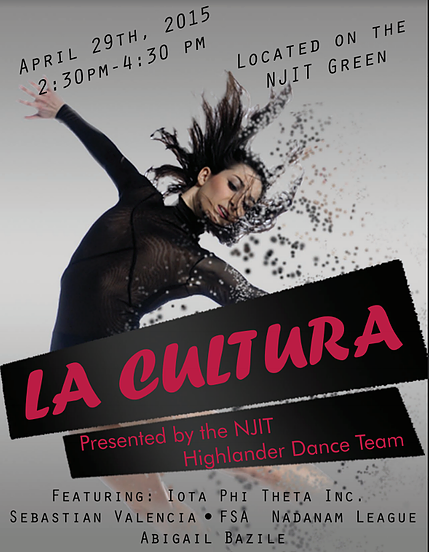 April 29th, 2015
2:30pm-4:30 pm
Located on the
NJIT Green
LA CULTURA
Presented by the NJIT
Highlander Dance Team
Featuring: Iota Phi Theta Inc.
Sebastian Valencia • FSA Nadanam League
Abigail Bazile